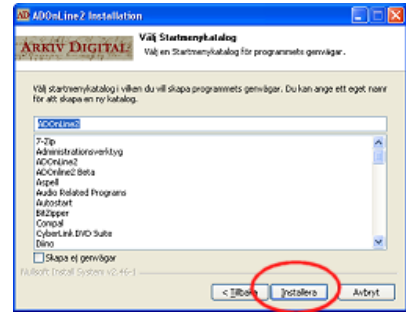 ADOnLine2 Installation
ARKIV DIGITAL
Välj Startmenykatalog
Välj en Startmenykatalog för programmets genvägar.
Välj startmenykatalog i vilken du vill skapa programmets genvägar. Du kan ange ett eget namn
för att skapa en ny katalog.
ADOnLine2
7-Zip
Administrationsverktyg
ADOnLine2
ADOnline2 Beta
Aspell
Audio Related Programs
Autostart
BitZipper
Compal
CyberLink DVD Suite
Dino
Skapa ej genvägar
Nullsoft Install System v2.46-1
< Tillbaka Installera Avbryt